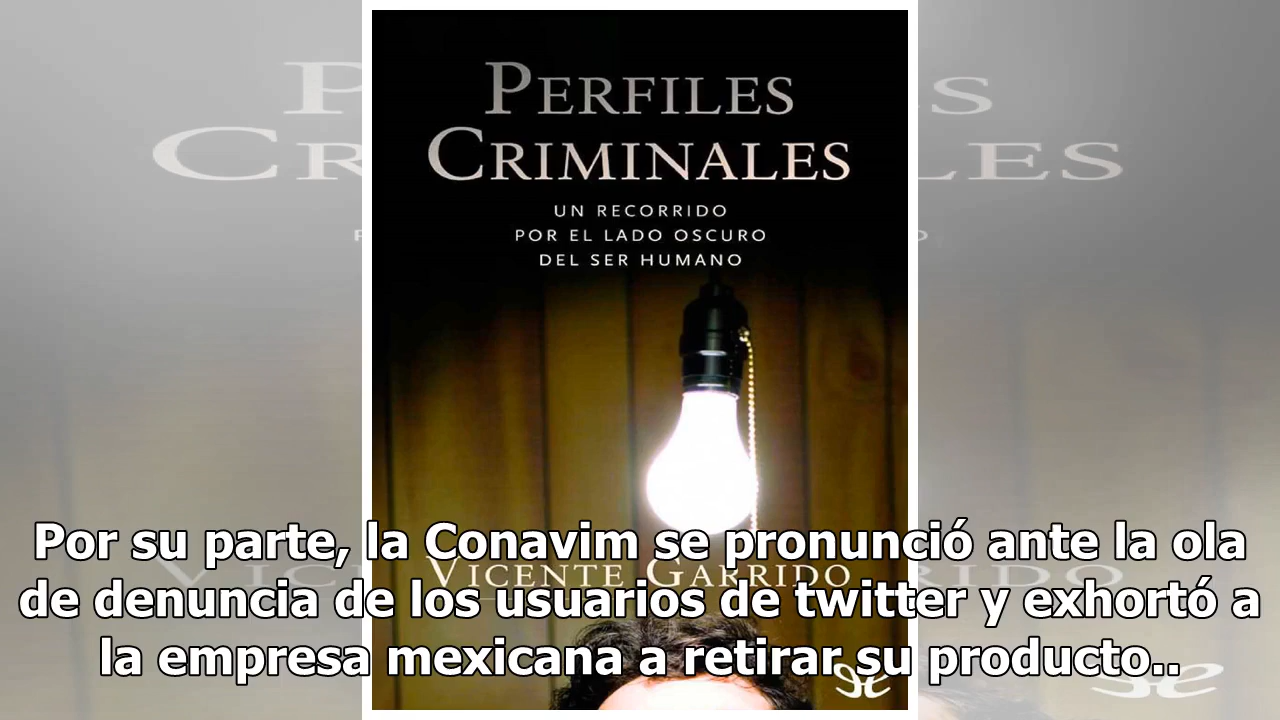 PERFILES
CRIMINALES
UN RECORRIDO
POR EL LADO OSCURO
DEL SER HUMANO
VICENTE GARRIDO
Por su parte, la Conavim se pronunció ante la ola
de denuncia de los usuarios de twitter y exhortó a
la empresa mexicana a retirar su producto..